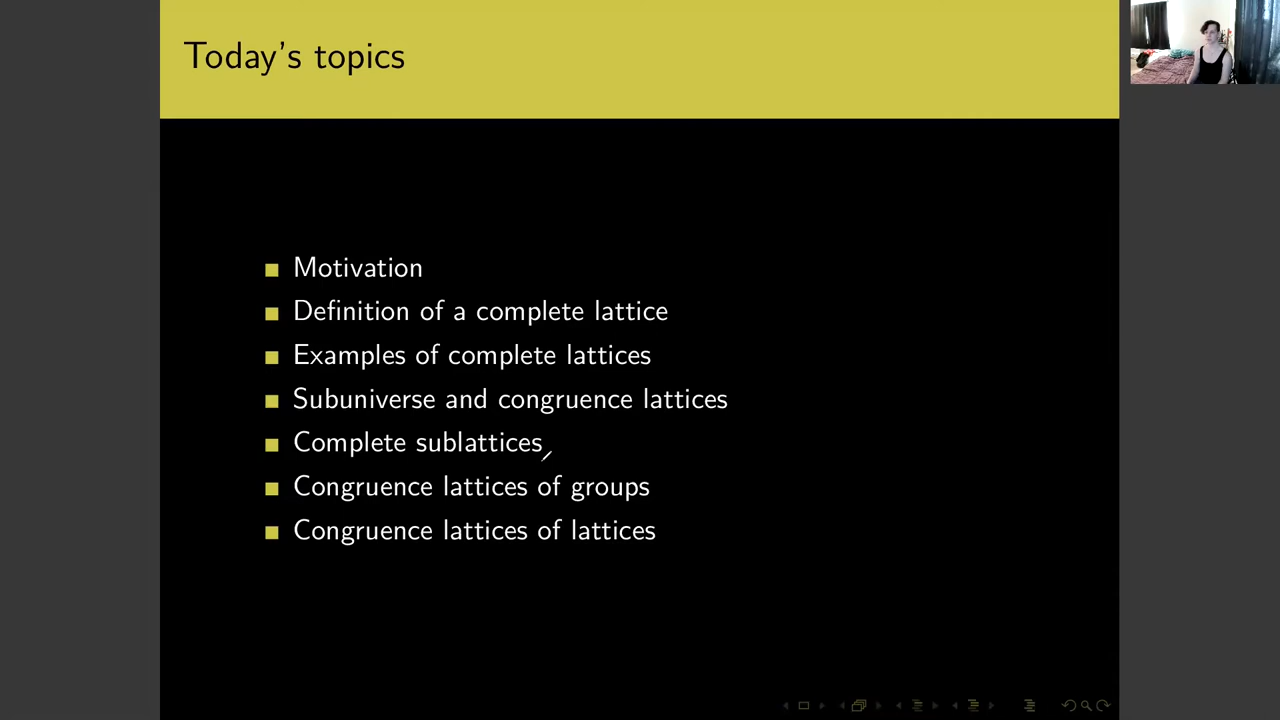 Today's topics
Motivation
Definition of a complete lattice
Examples of complete lattices
Subuniverse and congruence lattices
Complete sublattices
Congruence lattices of groups
Congruence lattices of lattices